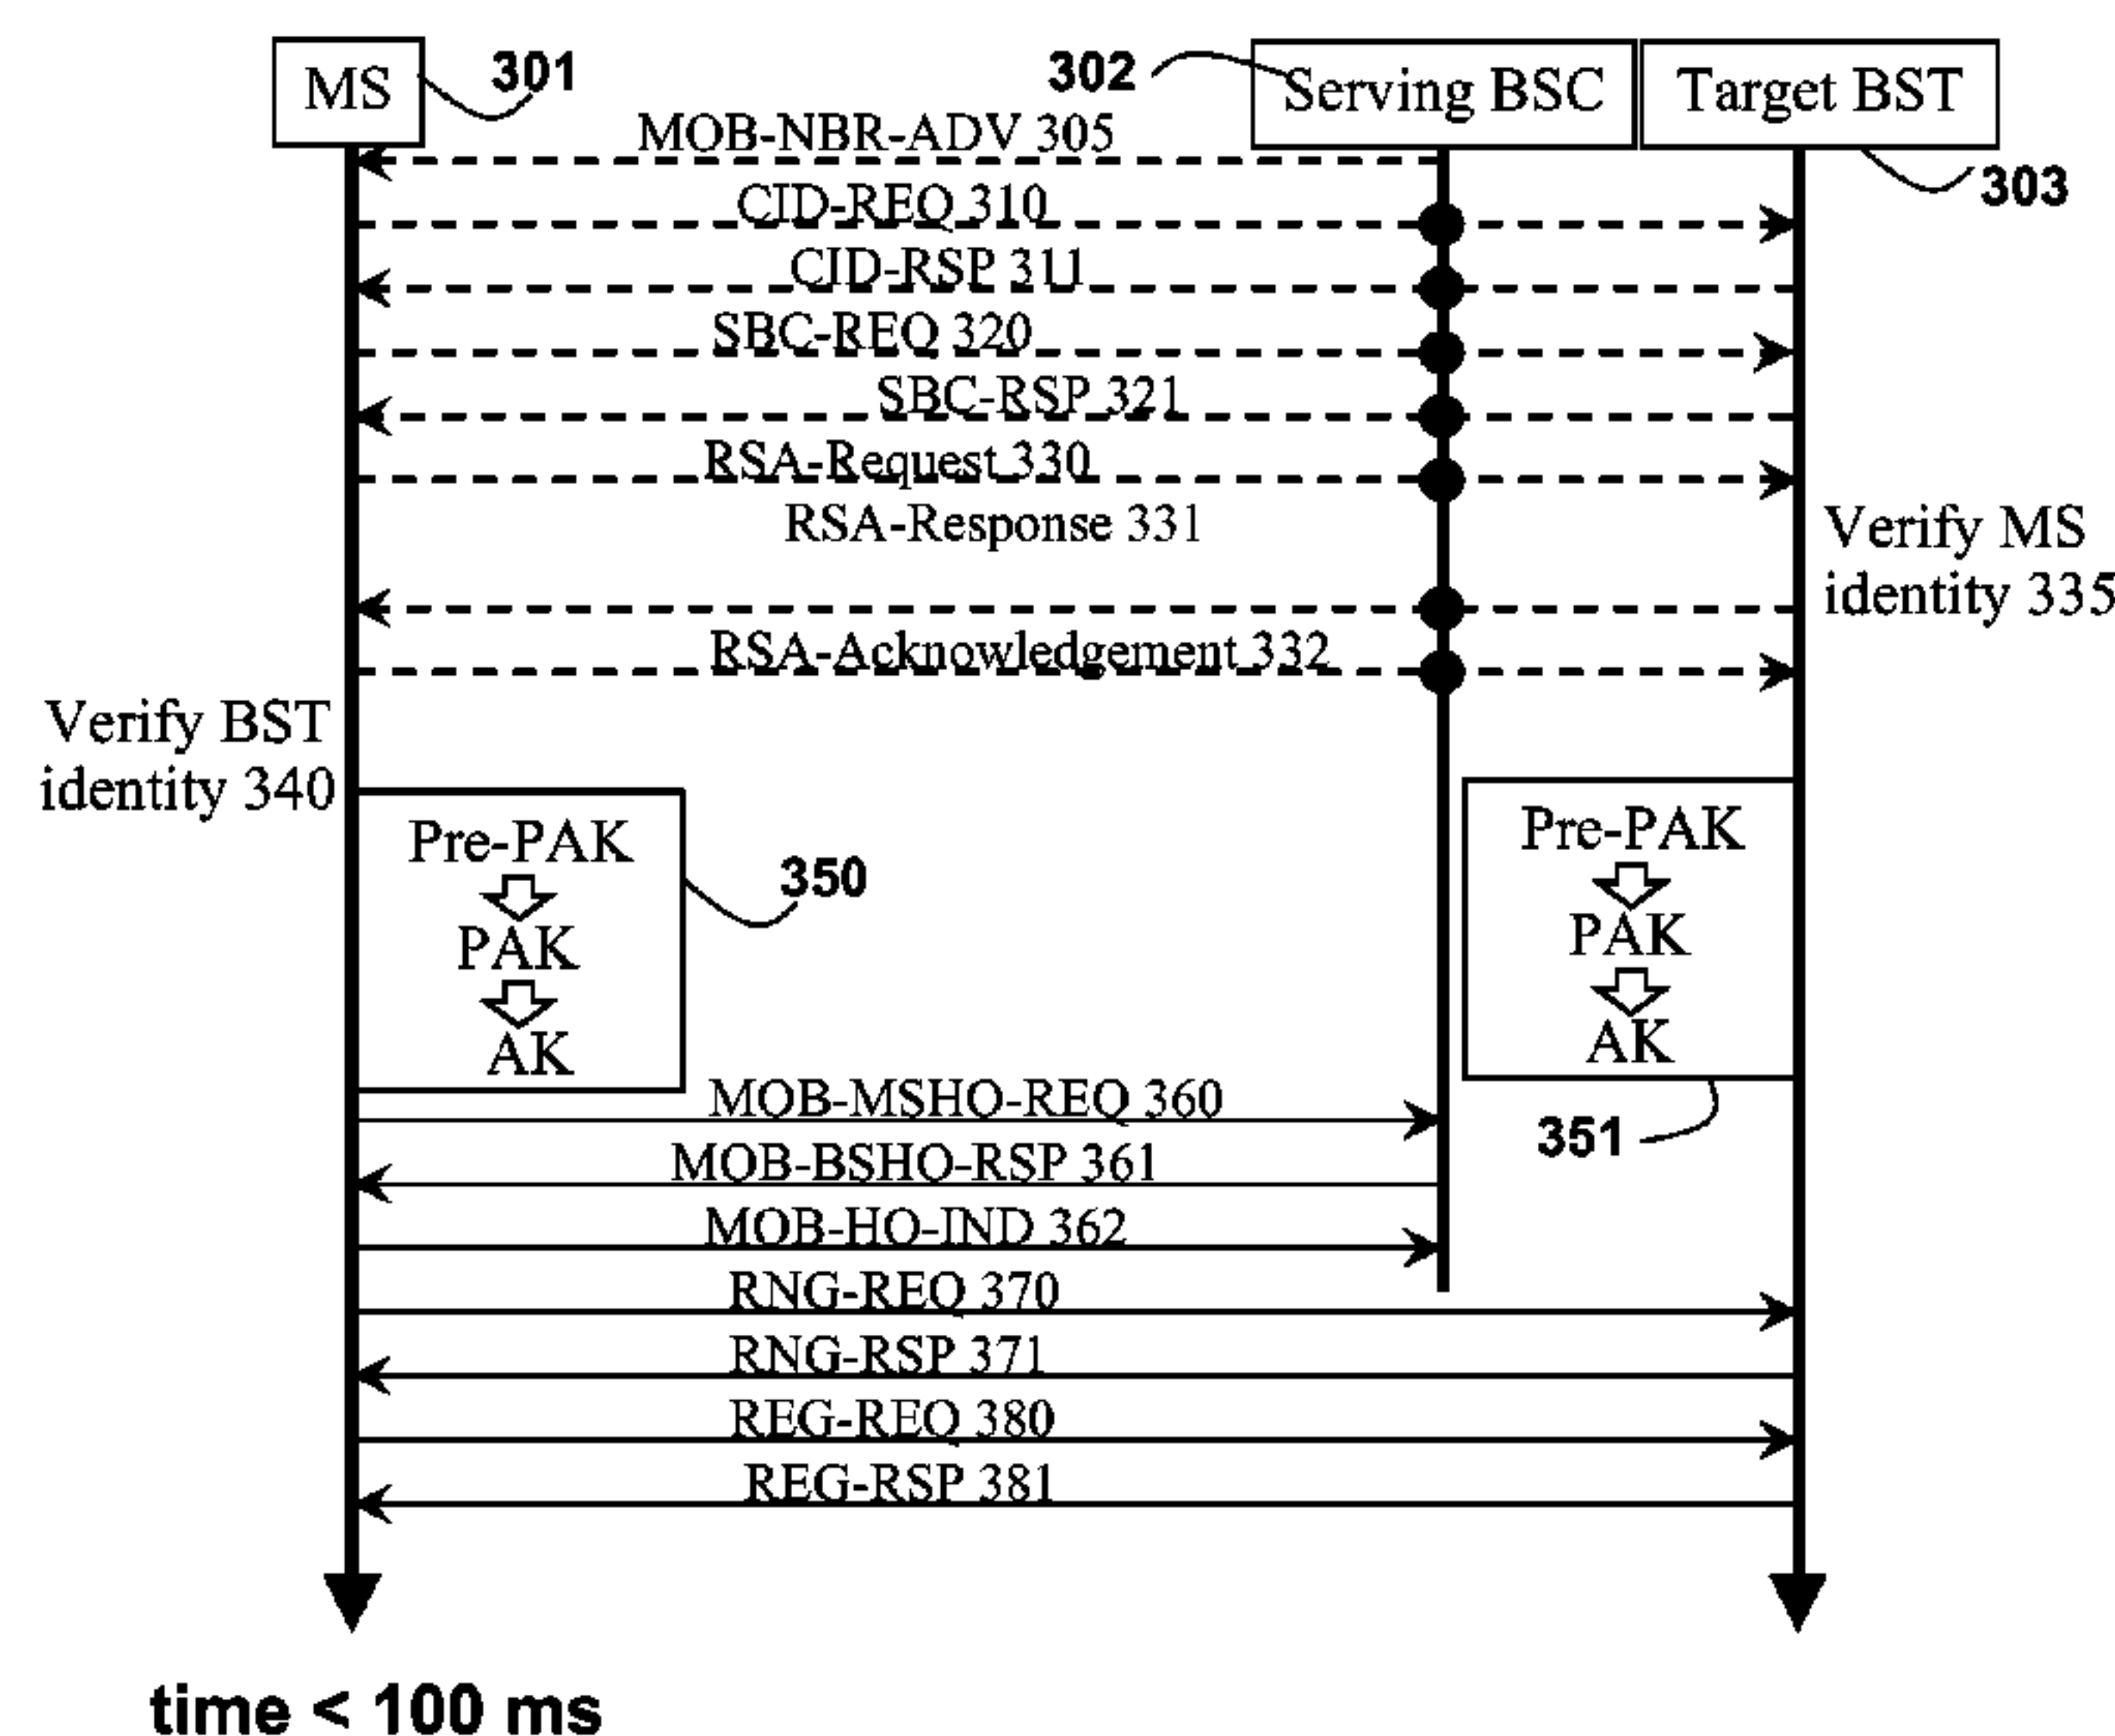 MS
301
302
Serving BSC
Target BST
303
MOB-NBR-ADV 305
CID-REQ 310
CID-RSP 311
SBC-REQ 320
SBC-RSP 321
RSA-Request 330
RSA-Response 331
Verify MS
identity 335
RSA-Acknowledgement 332
Verify BST
identity 340
Pre-PAK
PAK
AK
350
Pre-PAK
PAK
AK
351
MOB-MSHO-REQ 360
MOB-BSHO-RSP 361
MOB-HO-IND 362
RNG-REQ 370
RNG-RSP 371
REG-REQ 380
REG-RSP 381
time < 100 ms